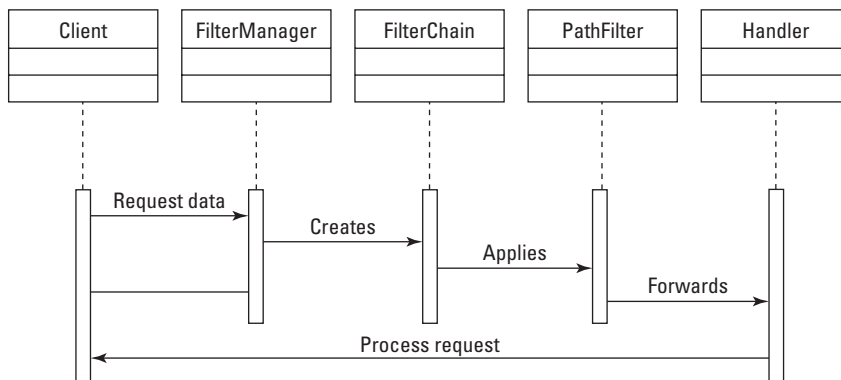 Client
FilterManager
FilterChain
PathFilter
Handler
Request data
Creates
Applies
Forwards
Process request